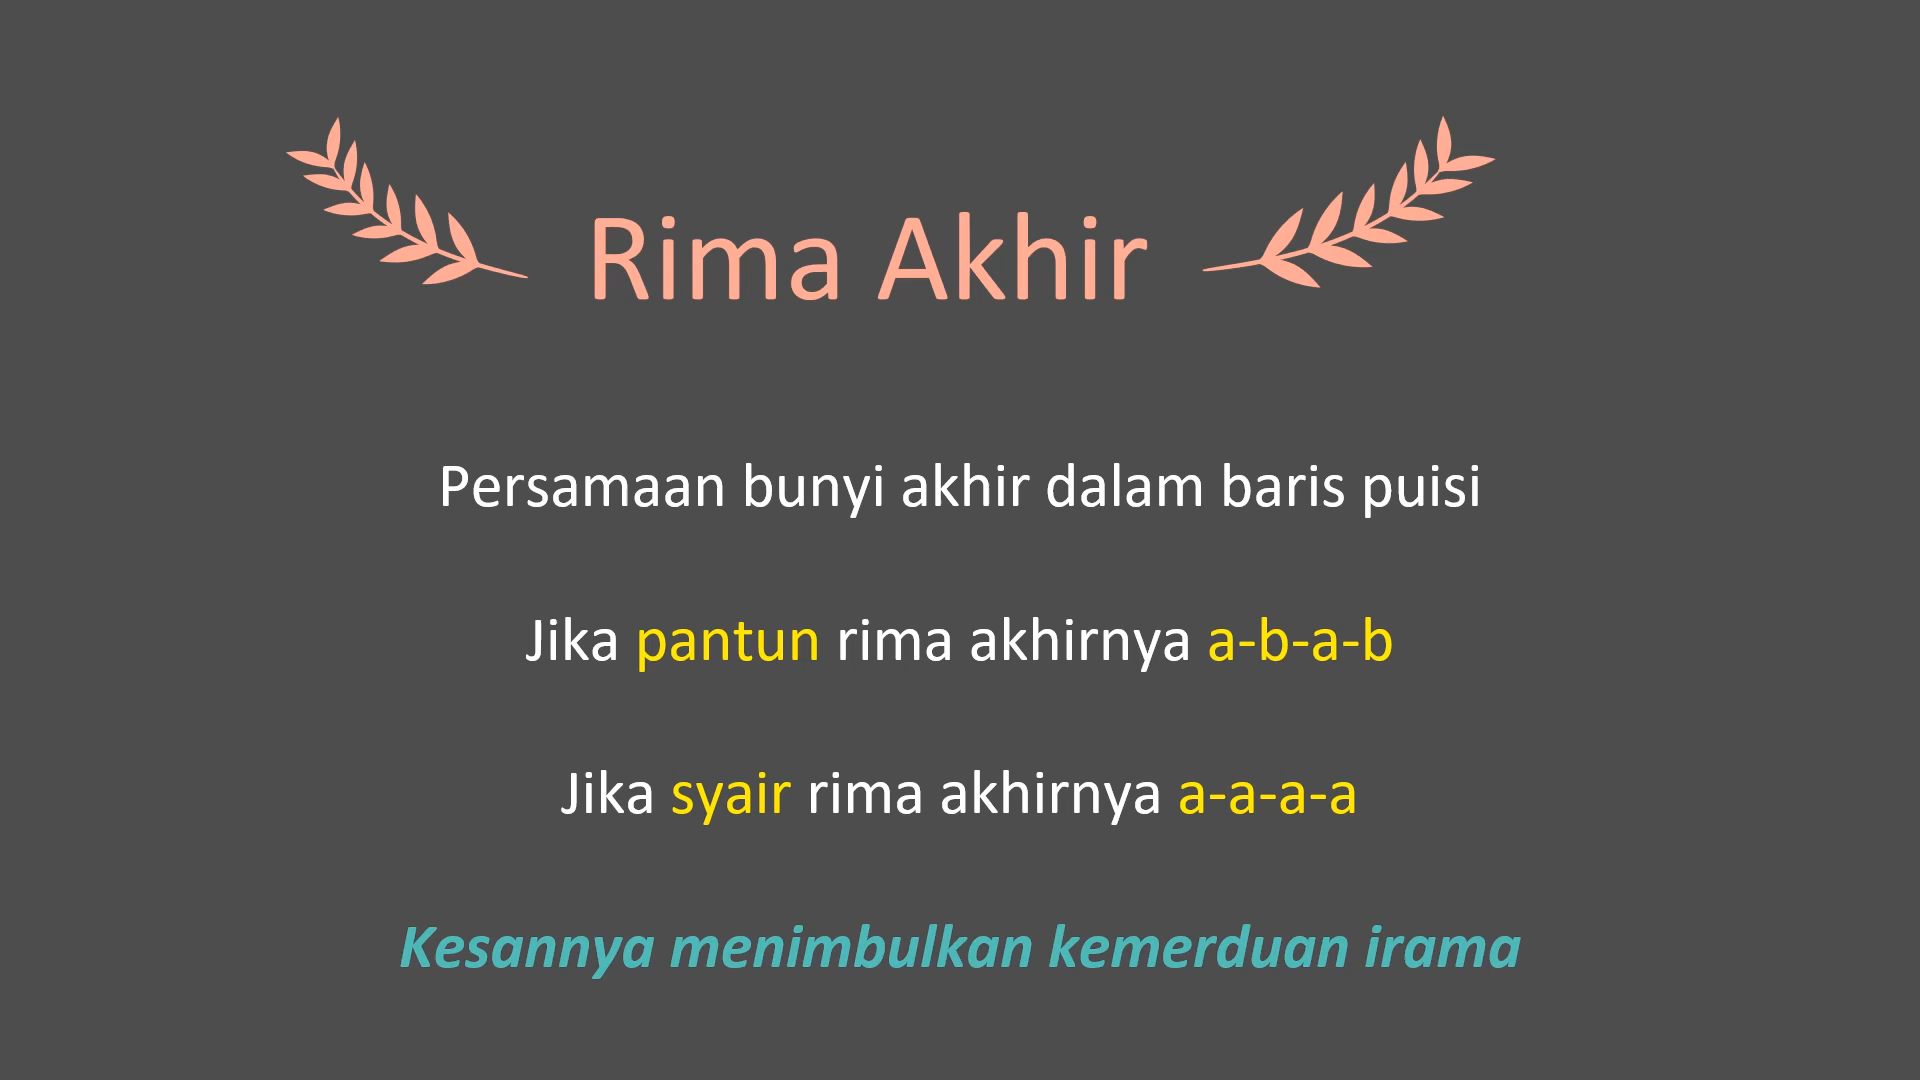 Rima Akhir
Persamaan bunyi akhir dalam baris puisi
Jika pantun rima akhirnya a-b-a-b
Jika syair rima akhirnya a-a-a-a
Kesannya menimbulkan kemerduan irama